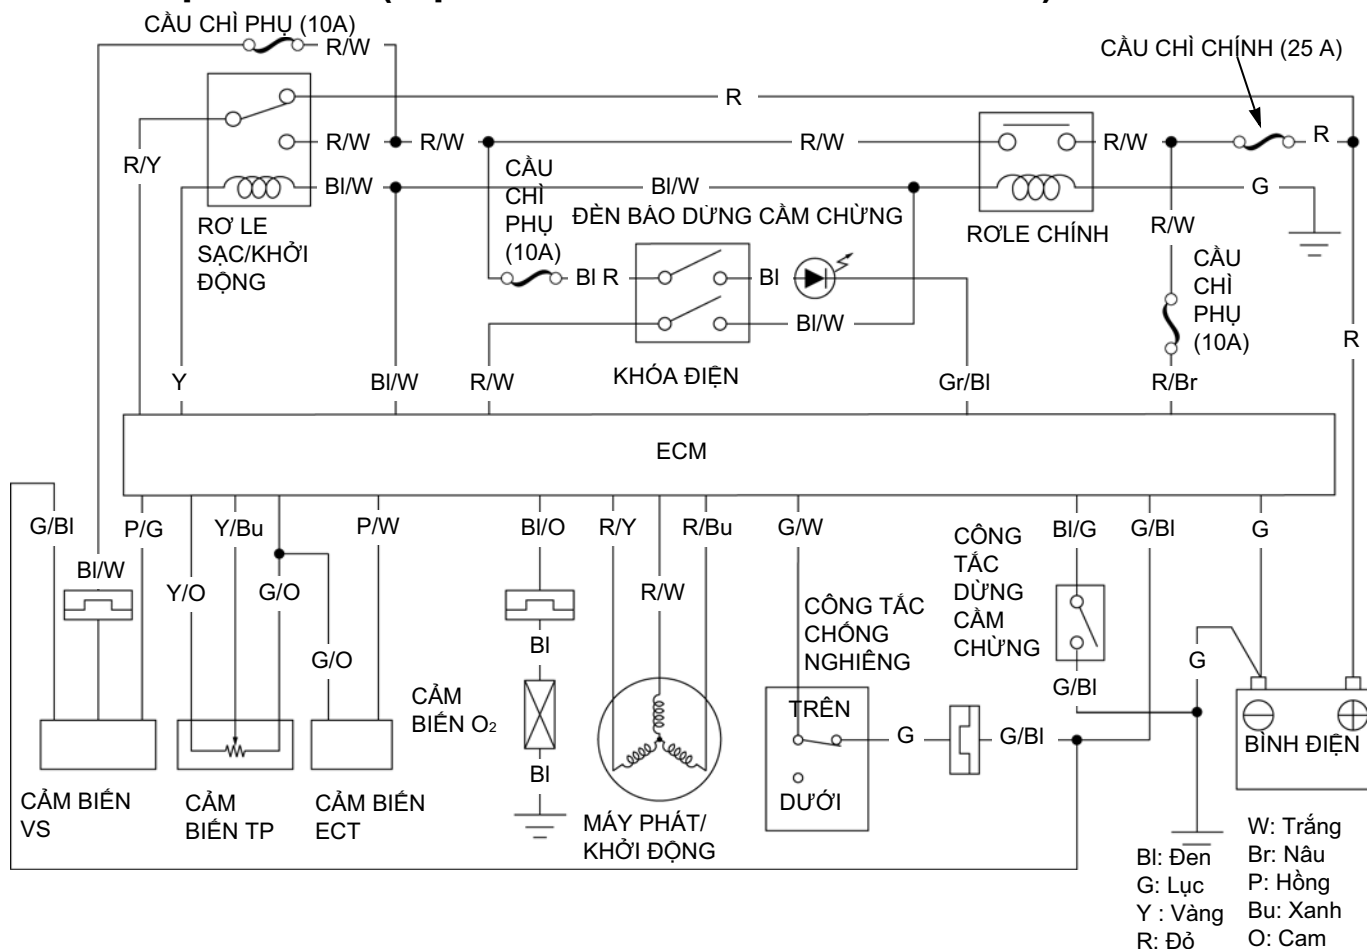 CẦU CHÌ PHỤ (10A)
R/W
CẦU CHÌ CHÍNH (25 A)
R
R/W
R/W
R/W
R/W
R
R/Y
CẦU
CHÌ
PHỤ
(10A)
Bl/W
Bl/W
G
RƠ LE
SẠC/KHỞI
ĐỘNG
ĐÈN BÁO DỪNG CẦM CHỪNG
RƠLE CHÍNH
R/W
CẦU
CHÌ
PHỤ
(10A)
Bl R
Bl
Bl/W
R
KHÓA ĐIỆN
Y
Bl/W
R/W
Gr/Bl
R/Br
ECM
G/Bl
P/G
Y/Bu
P/W
Bl/O
R/Y
R/Bu
G/W
CÔNG
TẮC
DỪNG
CẦM
CHỪNG
Bl/G
G/Bl
G
Bl/W
Y/O
G/O
R/W
CÔNG TẮC
CHỐNG
NGHIÊNG
Bl
G/O
G
G/Bl
CẢM
BIẾN O2
TRÊN
G
G/Bl
BÌNH ĐIỆN
Bl
DƯỚI
CẢM BIẾN
VS
CẢM
BIẾN TP
CẢM BIẾN
ECT
MÁY PHÁT/
KHỞI ĐỘNG
Bl: Đen
G: Lục
Y : Vàng
R: Đỏ
W: Trắng
Br: Nâu
P: Hồng
Bu: Xanh
O: Cam